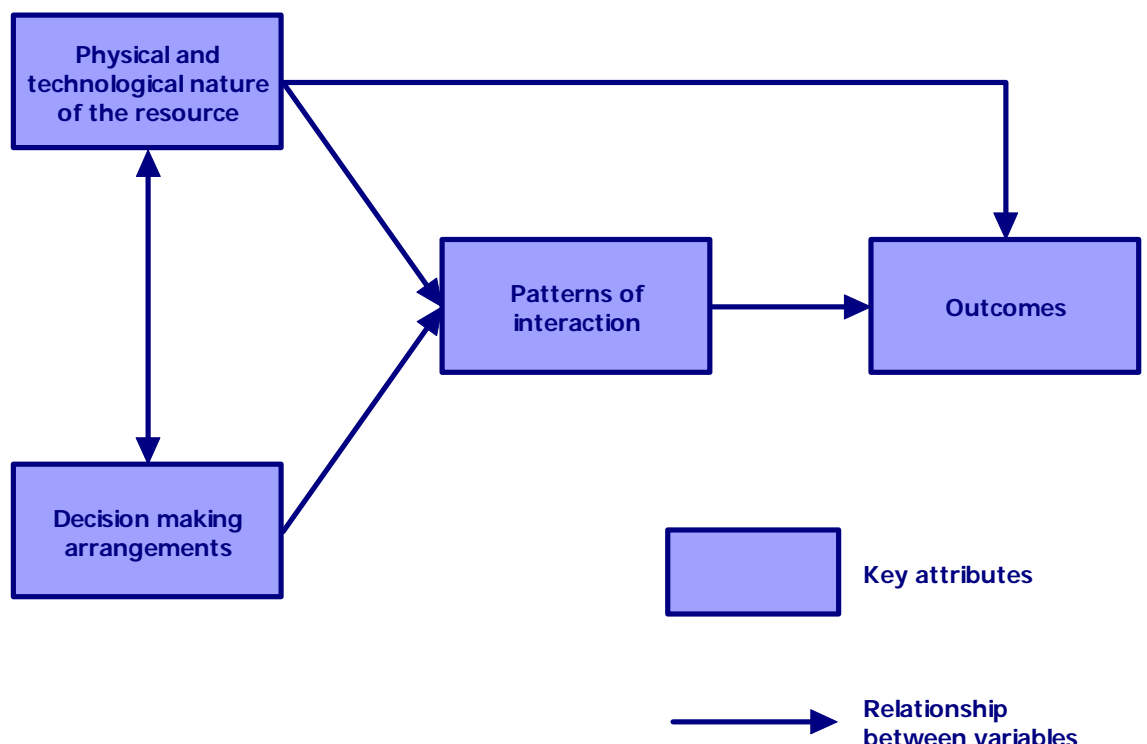 Physical and
technological nature
of the resource
Patterns of
interaction
Outcomes
Decision making
arrangements
Key attributes
Relationship
between variables